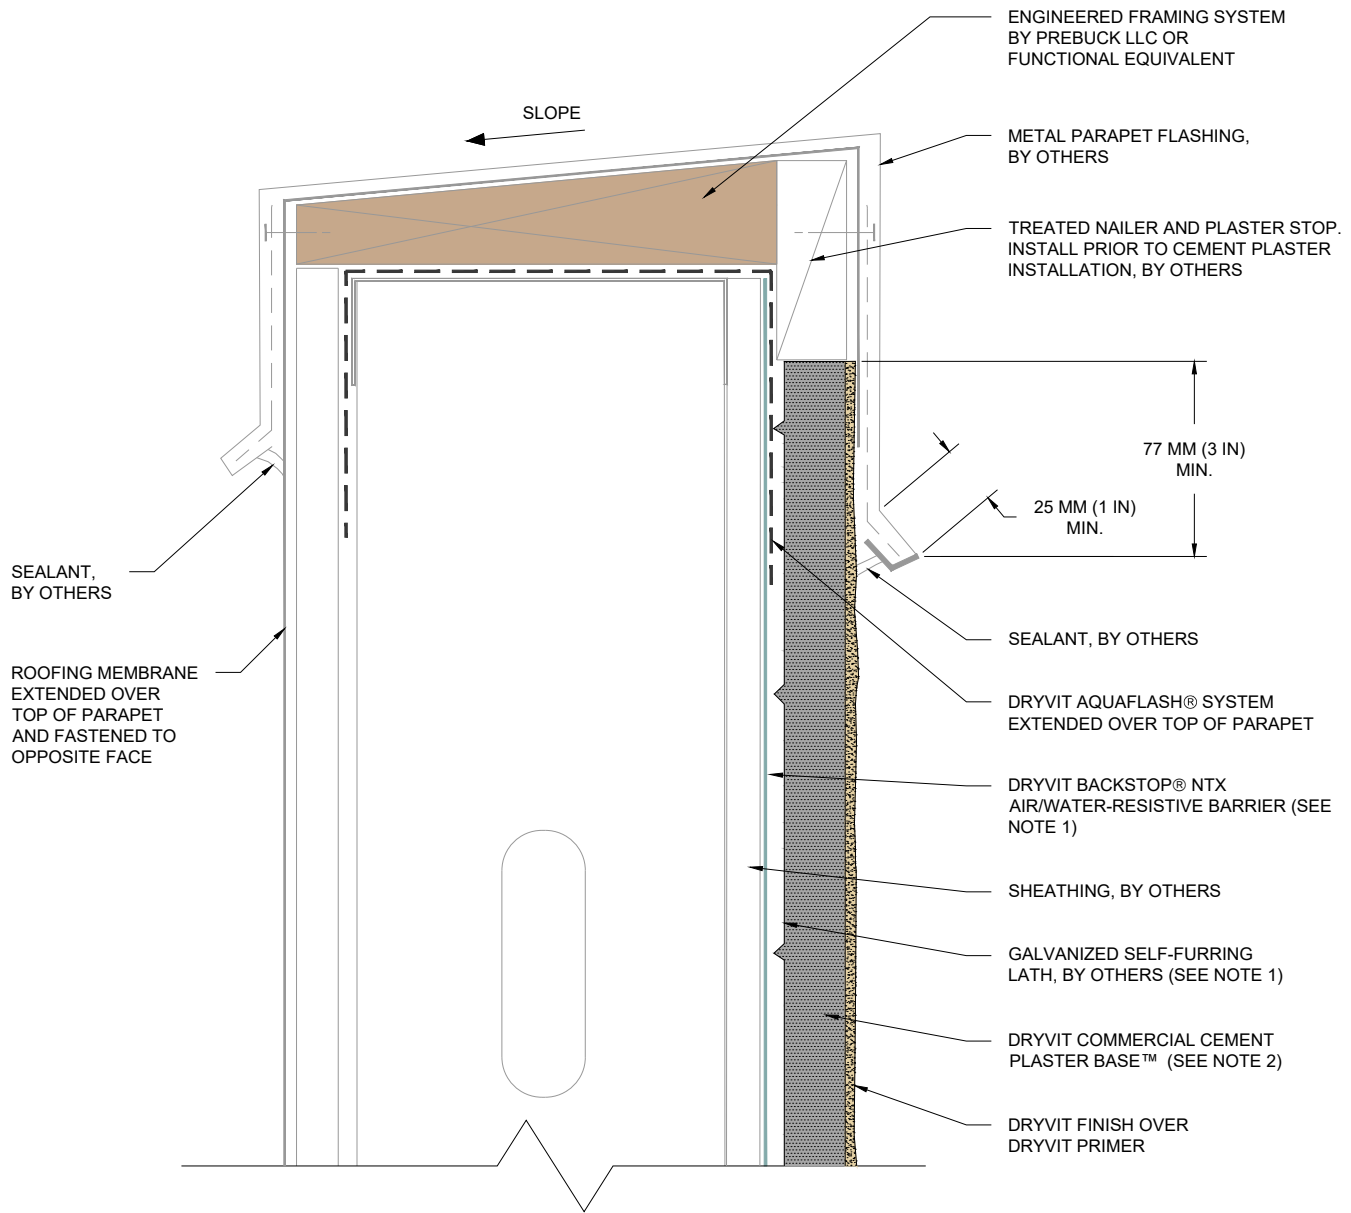 ENGINEERED FRAMING SYSTEM
BY PREBUCK LLC OR
FUNCTIONAL EQUIVALENT
SLOPE
METAL PARAPET FLASHING,
BY OTHERS
TREATED NAILER AND PLASTER STOP.
INSTALL PRIOR TO CEMENT PLASTER
INSTALLATION, BY OTHERS
77 MM (3 IN)
MIN.
25 MM (1 IN)
MIN.
SEALANT,
BY OTHERS
SEALANT, BY OTHERS
ROOFING MEMBRANE
EXTENDED OVER
TOP OF PARAPET
AND FASTENED TO
OPPOSITE FACE
DRYVIT AQUAFLASH® SYSTEM
EXTENDED OVER TOP OF PARAPET
DRYVIT BACKSTOP® NTX
AIR/WATER-RESISTIVE BARRIER (SEE
NOTE 1)
SHEATHING, BY OTHERS
GALVANIZED SELF-FURRING
LATH, BY OTHERS (SEE NOTE 1)
DRYVIT COMMERCIAL CEMENT
PLASTER BASE™ (SEE NOTE 2)
DRYVIT FINISH OVER
DRYVIT PRIMER